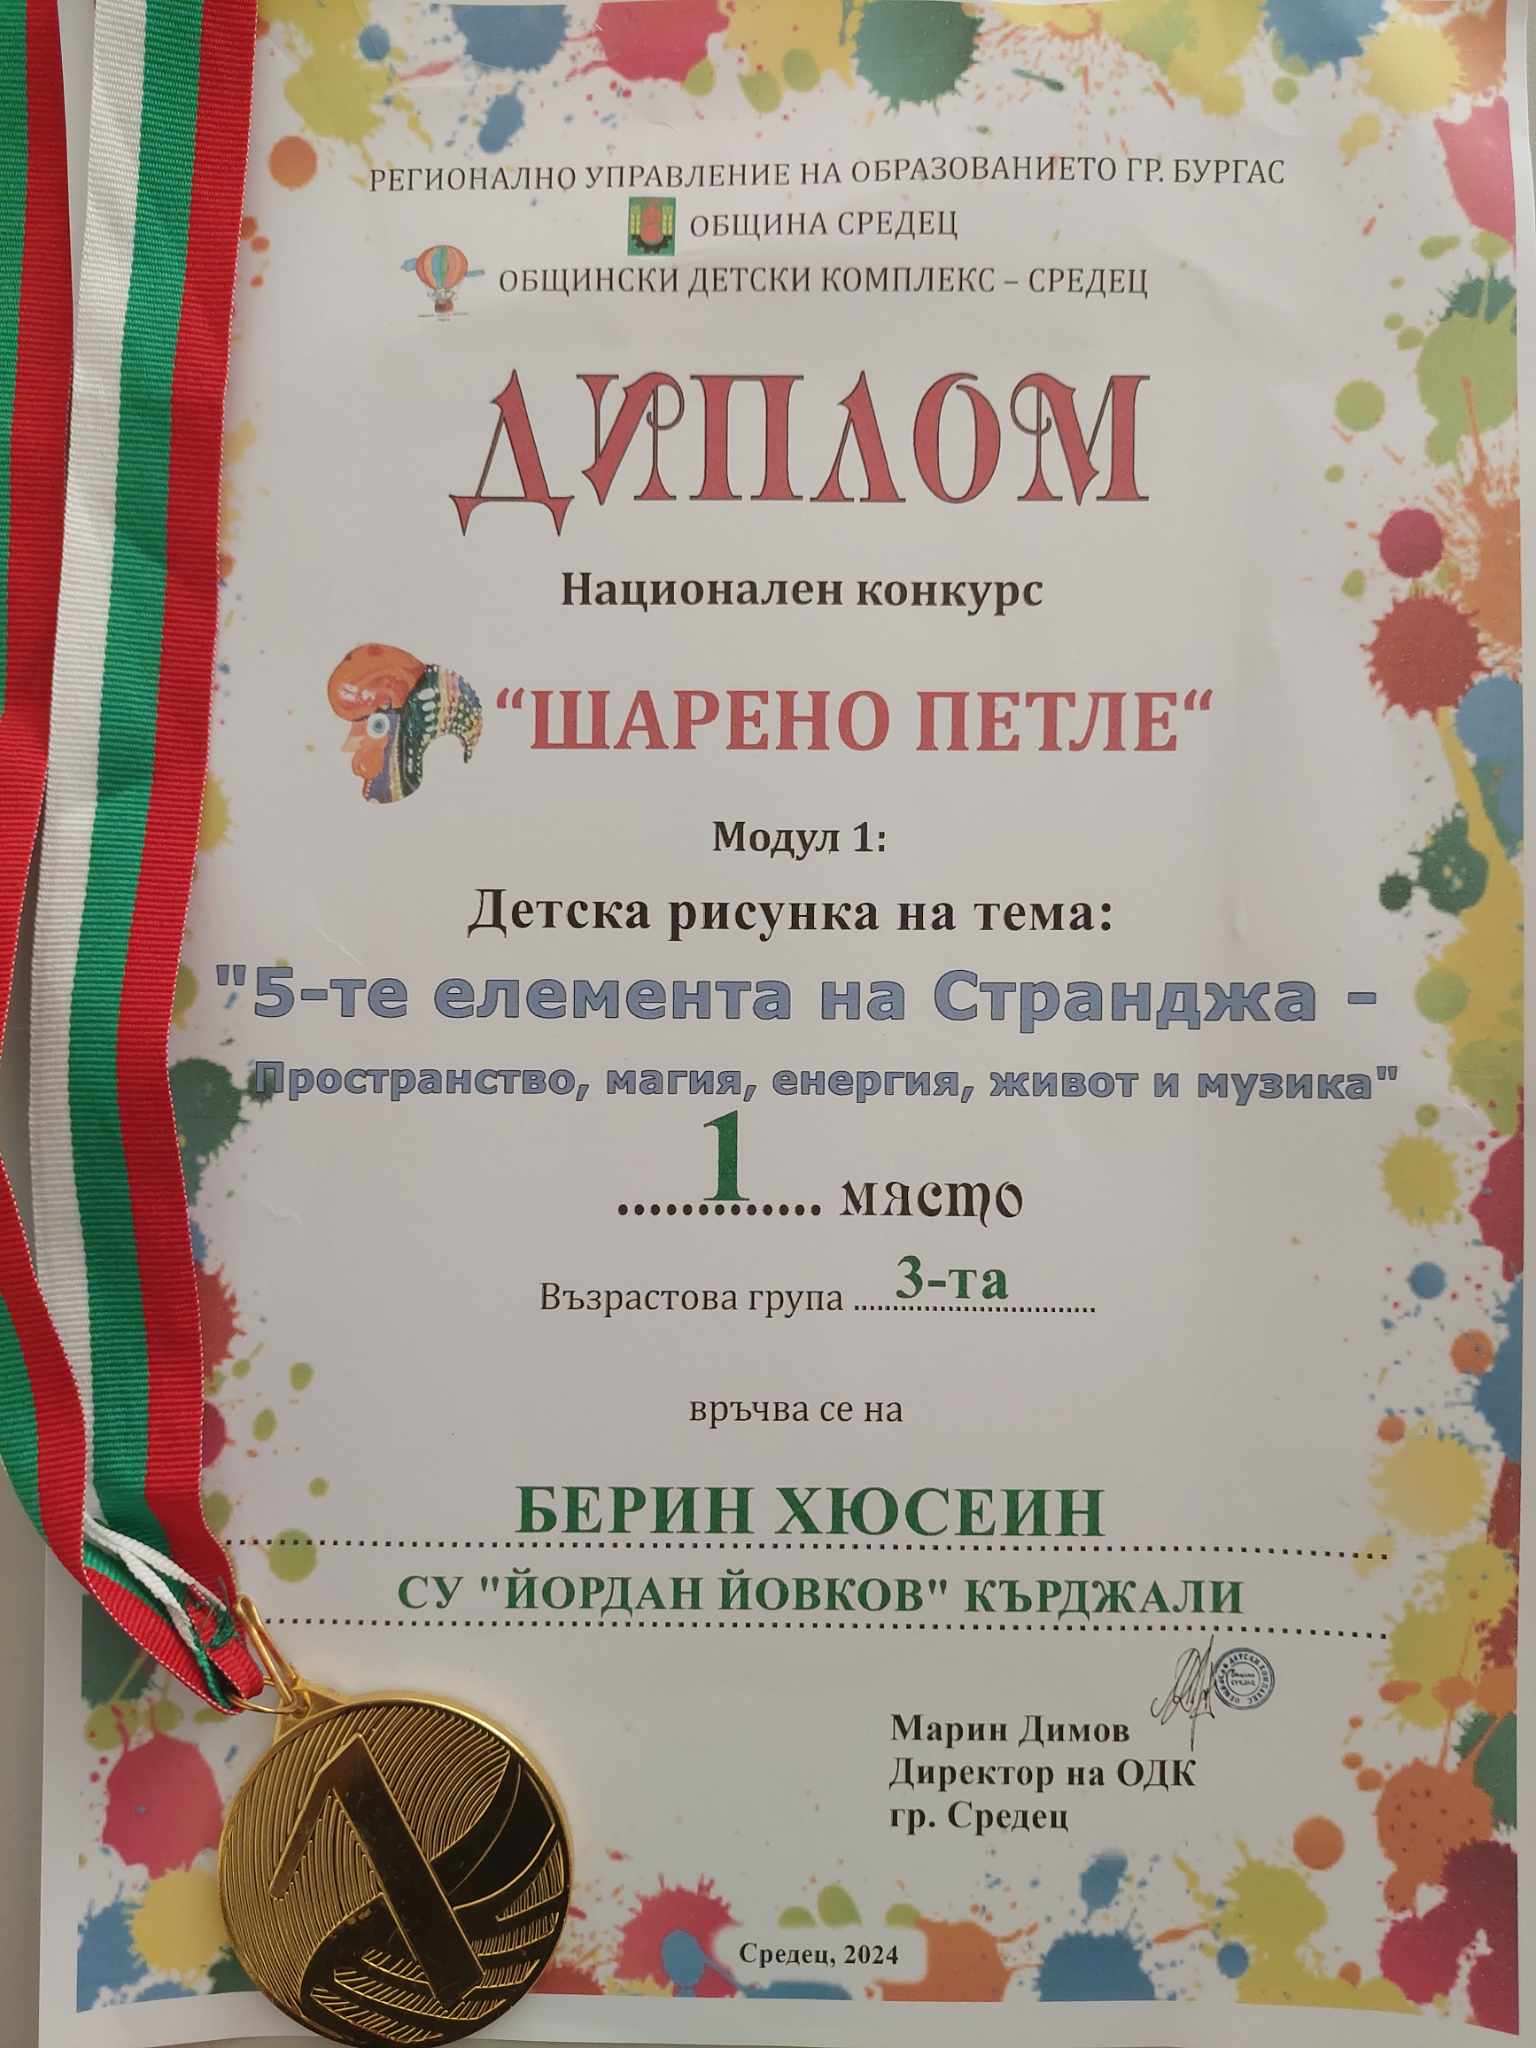 РЕГИОНАЛНО УПРАВЛЕНИЕ НА ОБРАЗОВАНИЕТО ГР. БУРГАС
ОБЩИНА СРЕДЕЦ
ОБЩИНСКИ ДЕТСКИ КОМПЛЕКС – СРЕДЕЦ
ДИПЛОМ
Национален конкурс
“ШАРЕНО ПЕТЛЕ“
Модул 1:
Детска рисунка на тема:
"5-те елемента на Странджа -
Пространство, магия, енергия, живот и музика"
.......1...... място
Възрастова група ........3-та........
връчва се на
БЕРИН ХЮСЕИН
СУ "ЙОРДАН ЙОВКОВ" КЪРДЖАЛИ
Марин Димов
Директор на ОДК
гр. Средец
Средец, 2024
1